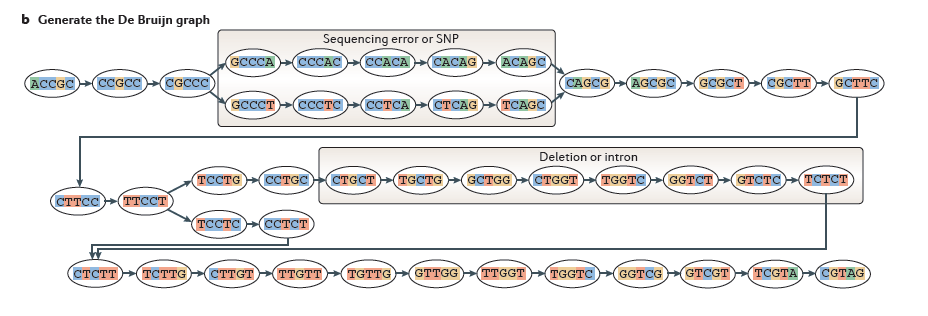 b Generate the De Bruijn graph
Sequencing error or SNP
GCCCA CCCAC CCACA CACAG ACAGC
ACCGC CCGCC CGCCC CAGCG AGCGC GCGCT CGCTT GCTTC
GCCCT CCCTC CCTCA CTCAG TCAGC
Deletion or intron
TCCTG CCTGC CTGCT TGCTG GCTGG CTGGT TGGTC GGTCT GTCTC TCTCT
CTTCC TTCCT
TCCTC CCTCT
CTCTT TCTTG CTTGT TTGTT TGTTG GTTGG TTGGT TGGTC GGTCG GTCGT TCGTA CGTAG